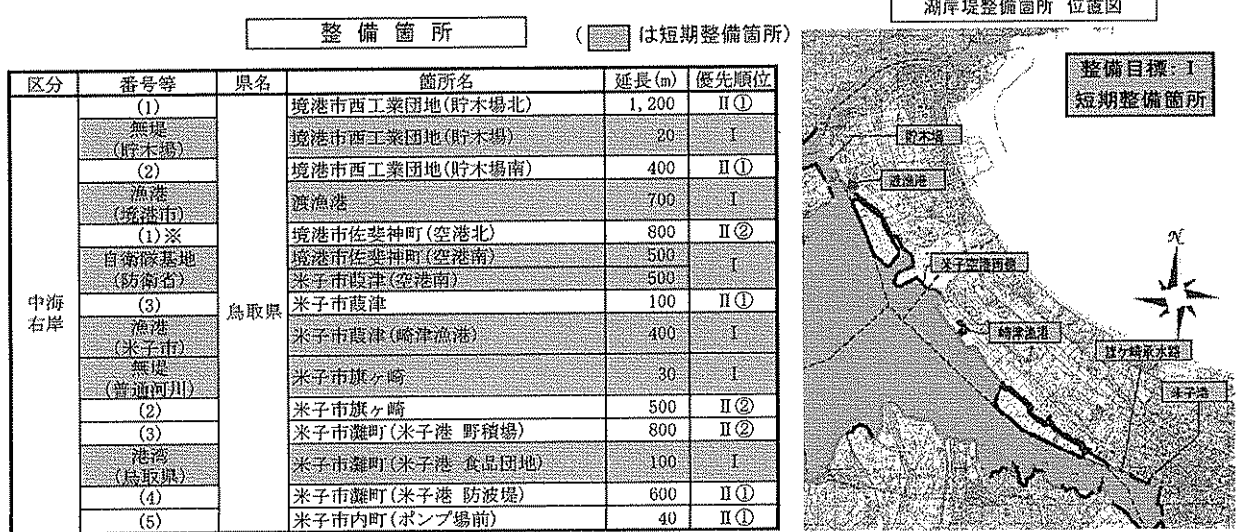 湖岸堤整備箇所 位置図
整備箇所
( は短期整備箇所)
区分 番号等 県名 箇所名 延長(m) 優先順位
中海右岸 鳥取県
(1) 境港市西工業団地(貯木場北) 1,200 Ⅱ①
無堤(貯木場) 境港市西工業団地(貯木場) 20 Ⅰ
(2) 境港市西工業団地(貯木場南) 400 Ⅱ①
漁港(境港市) 渡漁港 700 Ⅰ
(1)※ 境港市佐斐神町(空港北) 800 Ⅱ②
自衛隊基地(防衛省) 境港市佐斐神町(空港南) 500 Ⅰ
米子市葭津(空港南) 500
(3) 米子市葭津 100 Ⅱ①
漁港(米子市) 米子市葭津(崎津漁港) 400 Ⅰ
無堤(普通河川) 米子市旗ヶ崎 30 Ⅰ
(2) 米子市旗ヶ崎 500 Ⅱ②
(3) 米子市灘町(米子港 野積場) 800 Ⅱ②
港湾(鳥取県) 米子市灘町(米子港 食品団地) 100 Ⅰ
(4) 米子市灘町(米子港 防波堤) 600 Ⅱ①
(5) 米子市内町(ポンプ場前) 40 Ⅱ①
整備目標:Ⅰ
短期整備箇所
貯木場
渡漁港
米子空港両端
N
崎津漁港
米子港